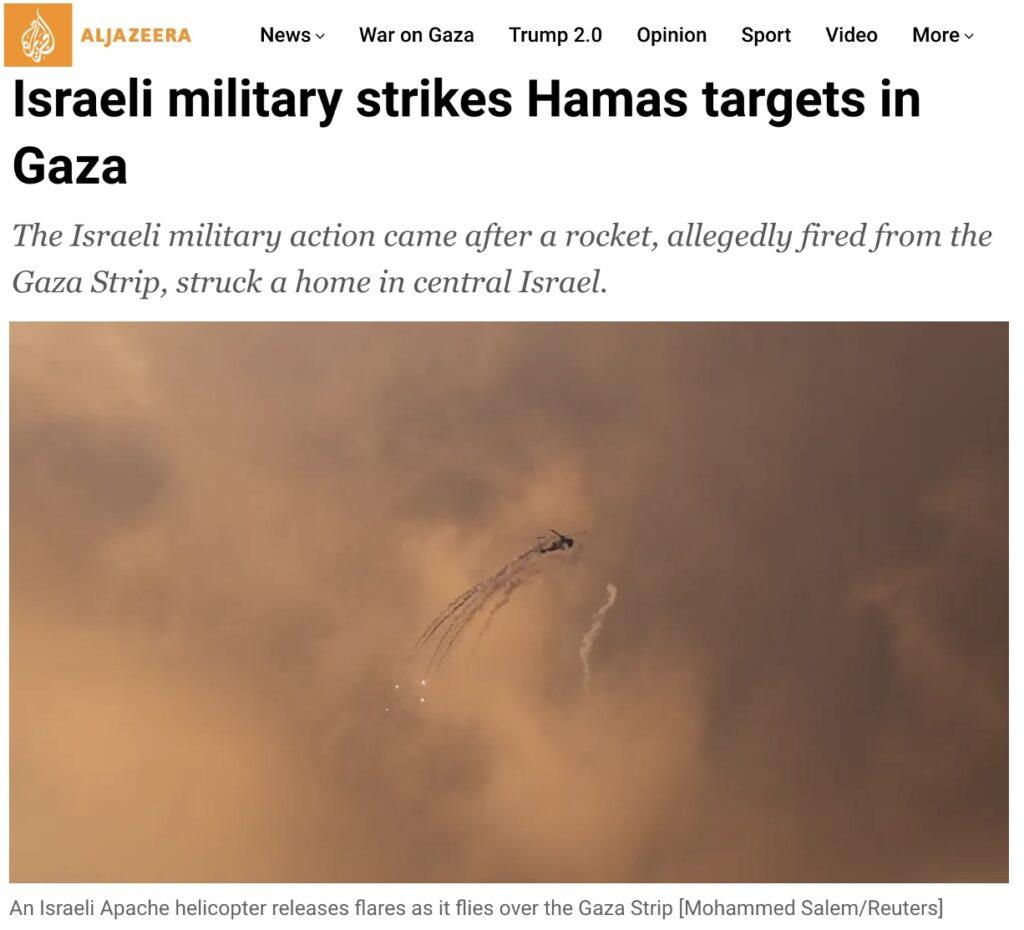 ALJAZEERA News War on Gaza Trump 2.0 Opinion Sport Video More
Israeli military strikes Hamas targets in
Gaza
The Israeli military action came after a rocket, allegedly fired from the
Gaza Strip, struck a home in central Israel.
An Israeli Apache helicopter releases flares as it flies over the Gaza Strip [Mohammed Salem/Reuters]